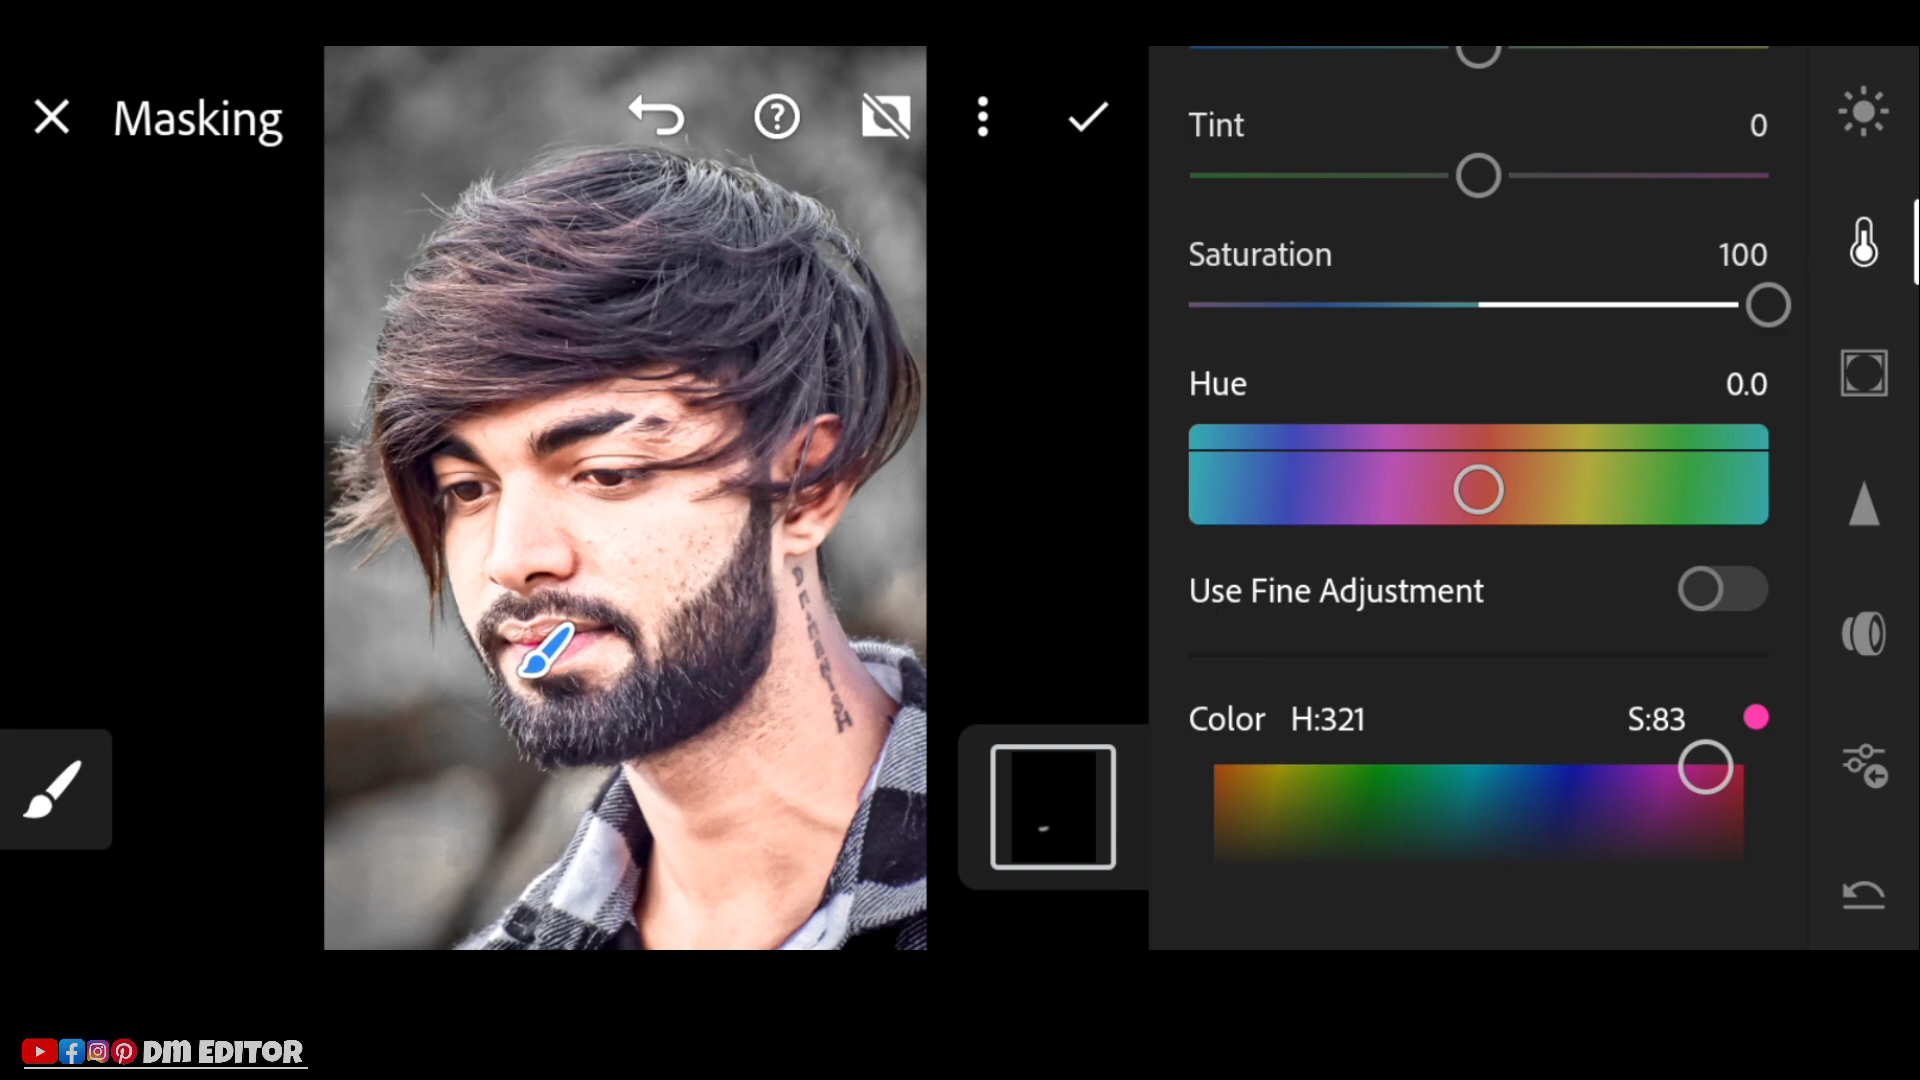 Masking
Tint 0
Saturation 100
Hue 0.0
Use Fine Adjustment
Color H:321 S:83
DM EDITOR